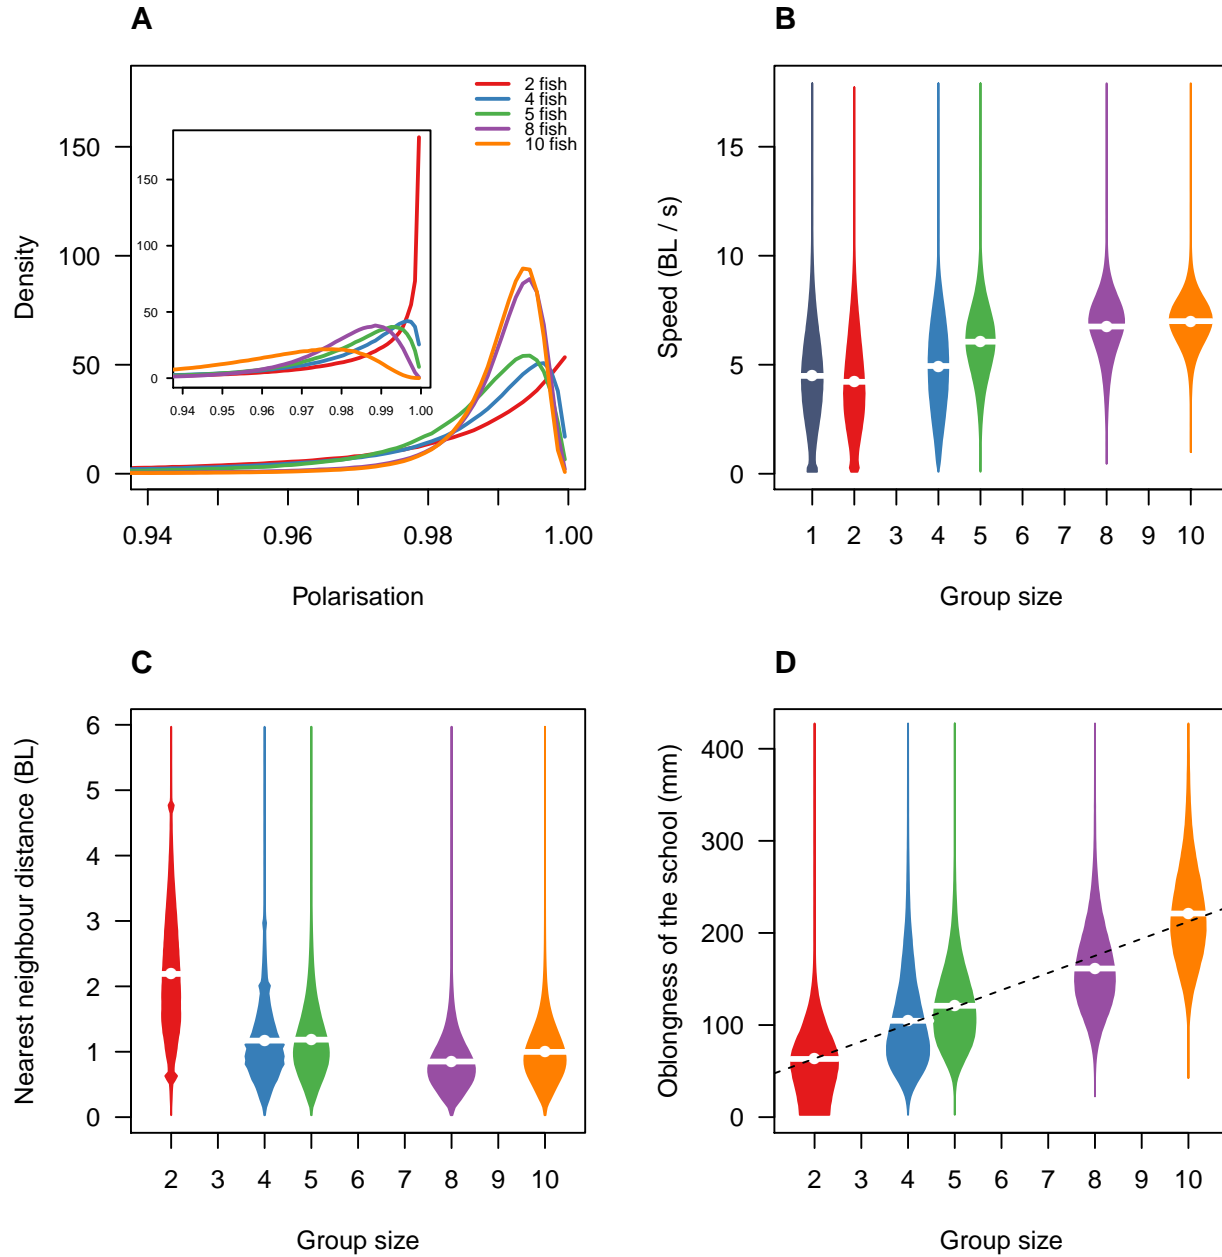 A
2 fish
4 fish
5 fish
8 fish
10 fish
150
100
50
0
Density
150
100
50
0
0.94 0.95 0.96 0.97 0.98 0.99 1.00
0.94 0.96 0.98 1.00
Polarisation
B
15
10
5
0
Speed (BL / s)
1 2 3 4 5 6 7 8 9 10
Group size
C
6
5
4
3
2
1
0
Nearest neighbour distance (BL)
2 3 4 5 6 7 8 9 10
Group size
D
400
300
200
100
0
Oblongness of the school (mm)
2 3 4 5 6 7 8 9 10
Group size